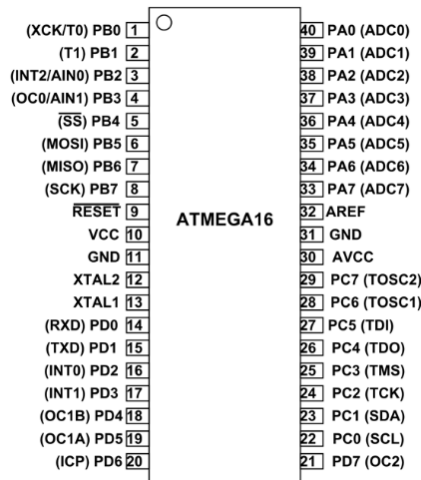 (XCK/T0) PB0 1 40 PA0 (ADC0)
(T1) PB1 2 39 PA1 (ADC1)
(INT2/AIN0) PB2 3 38 PA2 (ADC2)
(OC0/AIN1) PB3 4 37 PA3 (ADC3)
(S̅S̅) PB4 5 36 PA4 (ADC4)
(MOSI) PB5 6 35 PA5 (ADC5)
(MISO) PB6 7 34 PA6 (ADC6)
(SCK) PB7 8 33 PA7 (ADC7)
R̅E̅S̅E̅T̅ 9 32 AREF
ATMEGA16
VCC 10 31 GND
GND 11 30 AVCC
XTAL2 12 29 PC7 (TOSC2)
XTAL1 13 28 PC6 (TOSC1)
(RXD) PD0 14 27 PC5 (TDI)
(TXD) PD1 15 26 PC4 (TDO)
(INT0) PD2 16 25 PC3 (TMS)
(INT1) PD3 17 24 PC2 (TCK)
(OC1B) PD4 18 23 PC1 (SDA)
(OC1A) PD5 19 22 PC0 (SCL)
(ICP) PD6 20 21 PD7 (OC2)